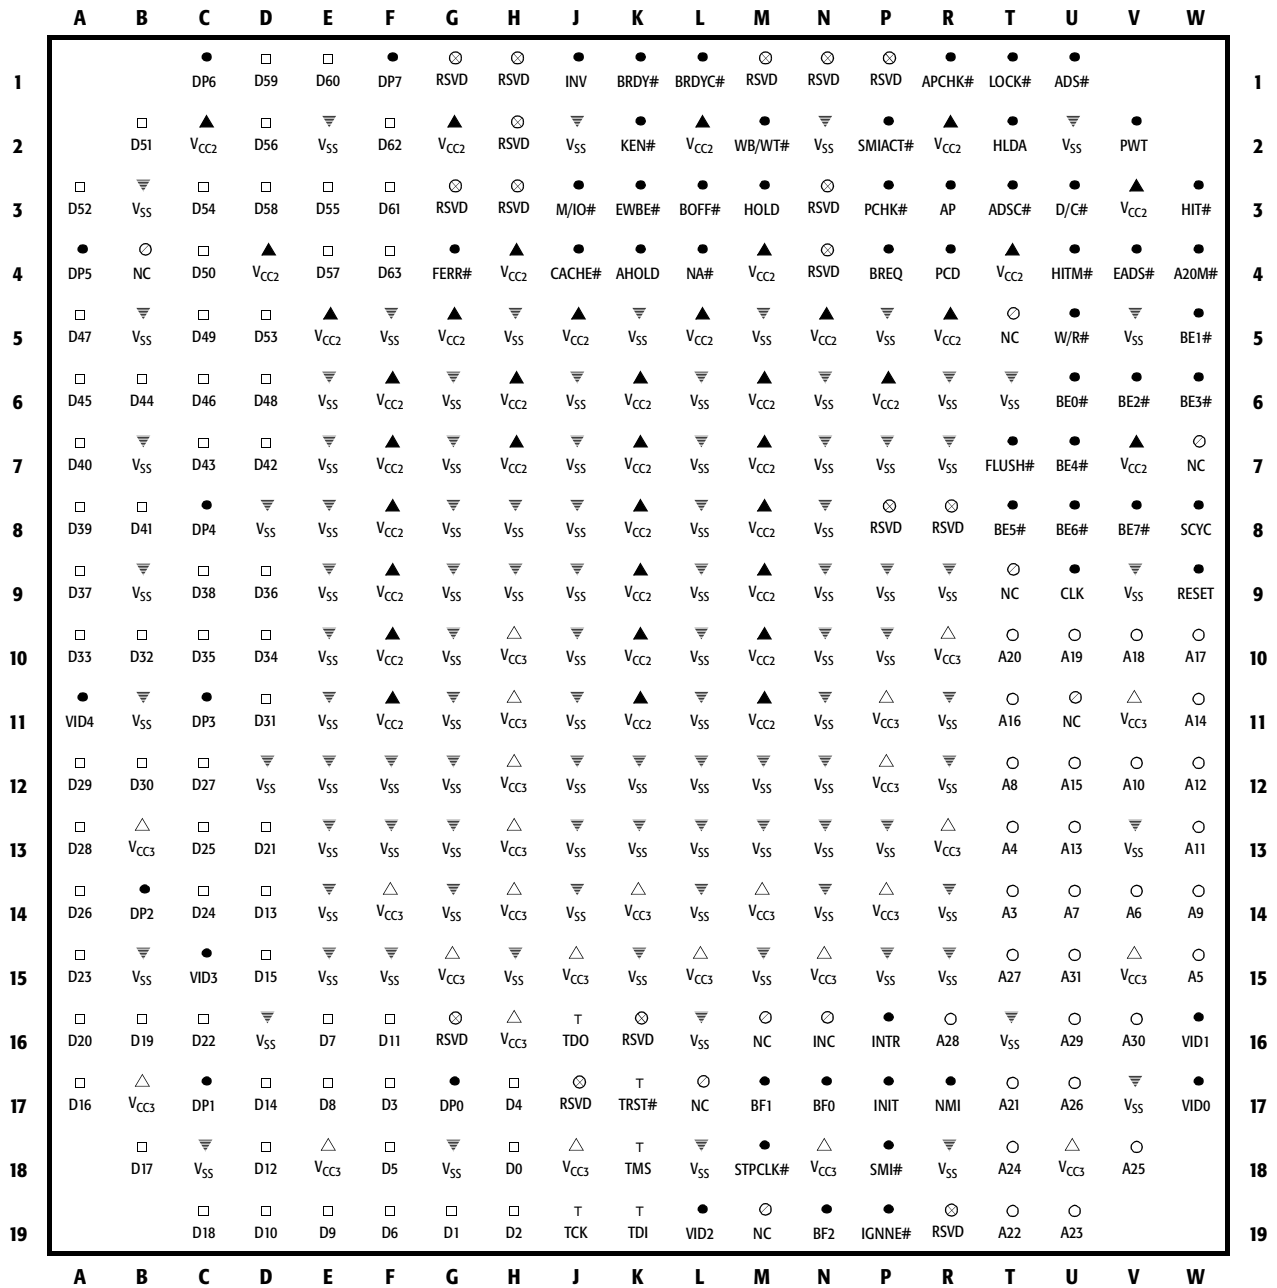 A B C D E F G H J K L M N P R T U V W
1 DP6 D59 D60 DP7 RSVD RSVD INV BRDY# BRDYC# RSVD RSVD RSVD APCHK# LOCK# ADS# 1
2 D51 VCC2 D56 VSS D62 VCC2 RSVD VSS KEN# VCC2 WB/WT# VSS SMIACT# VCC2 HLDA VSS PWT 2
3 D52 VSS D54 D58 D55 D61 RSVD RSVD M/IO# EWBE# BOFF# HOLD RSVD PCHK# AP ADSC# D/C# VCC2 HIT# 3
4 DP5 NC D50 VCC2 D57 D63 FERR# VCC2 CACHE# AHOLD NA# VCC2 RSVD BREQ PCD VCC2 HITM# EADS# A20M# 4
5 D47 VSS D49 D53 VCC2 VSS VCC2 VSS VCC2 VSS VCC2 VSS VCC2 VSS VCC2 NC W/R# VSS BE1# 5
6 D45 D44 D46 D48 VSS VCC2 VSS VCC2 VSS VCC2 VSS VCC2 VSS VCC2 VSS VSS BE0# BE2# BE3# 6
7 D40 VSS D43 D42 VSS VCC2 VSS VCC2 VSS VCC2 VSS VCC2 VSS VSS VSS FLUSH# BE4# VCC2 NC 7
8 D39 D41 DP4 VSS VSS VCC2 VSS VSS VSS VCC2 VSS VCC2 VSS RSVD RSVD BE5# BE6# BE7# SCYC 8
9 D37 VSS D38 D36 VSS VCC2 VSS VSS VSS VCC2 VSS VCC2 VSS VSS VSS NC CLK VSS RESET 9
10 D33 D32 D35 D34 VSS VCC2 VSS VCC3 VSS VCC2 VSS VCC2 VSS VSS VCC3 A20 A19 A18 A17 10
11 VID4 VSS DP3 D31 VSS VCC2 VSS VCC3 VSS VCC2 VSS VCC2 VSS VCC3 VSS A16 NC VCC3 A14 11
12 D29 D30 D27 VSS VSS VSS VSS VCC3 VSS VSS VSS VSS VSS VCC3 VSS A8 A15 A10 A12 12
13 D28 VCC3 D25 D21 VSS VSS VSS VCC3 VSS VSS VSS VSS VSS VSS VCC3 A4 A13 VSS A11 13
14 D26 DP2 D24 D13 VSS VCC3 VSS VCC3 VSS VCC3 VSS VCC3 VSS VCC3 VSS A3 A7 A6 A9 14
15 D23 VSS VID3 D15 VSS VSS VCC3 VSS VCC3 VSS VCC3 VSS VCC3 VSS VSS A27 A31 VCC3 A5 15
T
16 D20 D19 D22 VSS D7 D11 RSVD VCC3 TDO RSVD VSS NC INC INTR A28 VSS A29 A30 VID1 16
T
17 D16 VCC3 DP1 D14 D8 D3 DP0 D4 RSVD TRST# NC BF1 BF0 INIT NMI A21 A26 VSS VID0 17
T
18 D17 VSS D12 VCC3 D5 VSS D0 VCC3 TMS VSS STPCLK# VCC3 SMI# VSS A24 VCC3 A25 18
T T
19 D18 D10 D9 D6 D1 D2 TCK TDI VID2 NC BF2 IGNNE# RSVD A22 A23 19
A B C D E F G H J K L M N P R T U V W